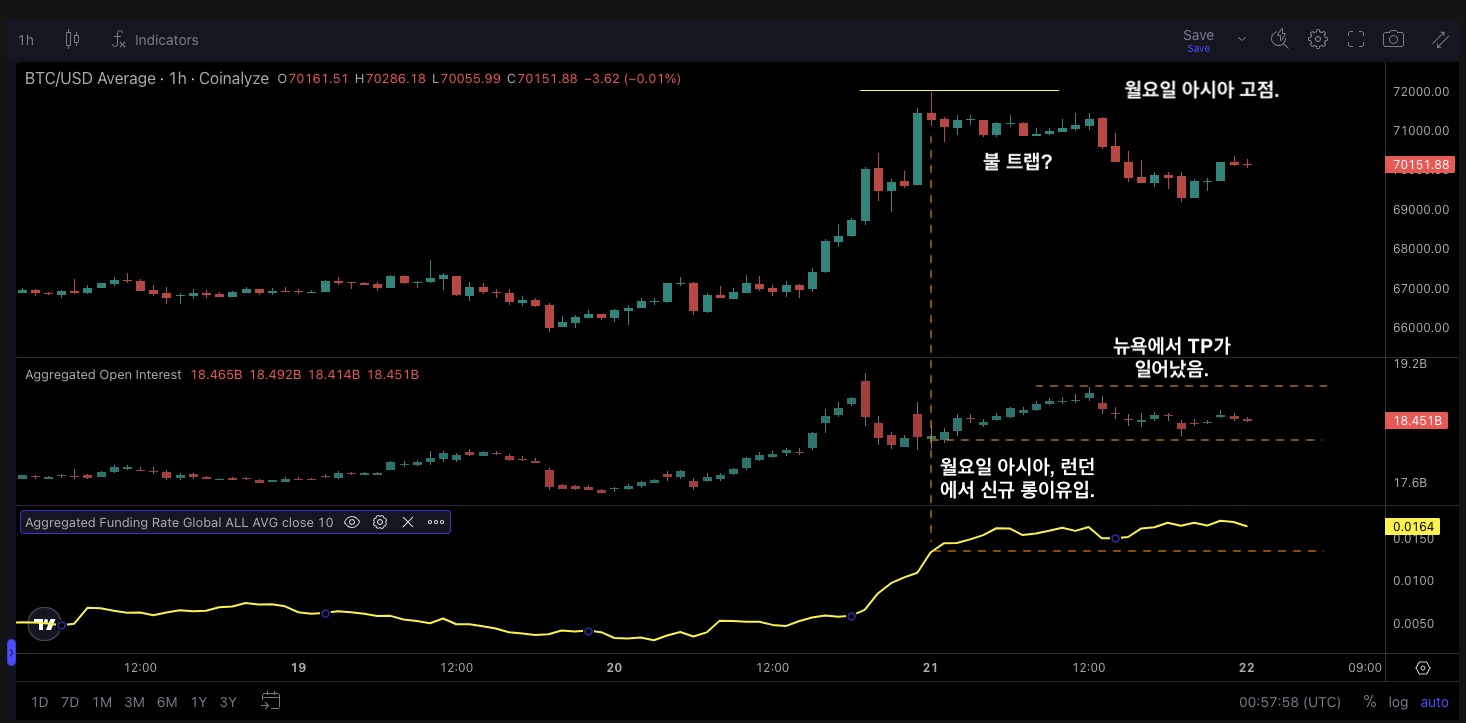 1h Indicators Save
Save
BTC/USD Average · 1h · Coinalyze O70161.51 H70286.18 L70055.99 C70151.88 −3.62 (−0.01%)
월요일 아시아 고점.
72000.00
71000.00
불 트랩?
70151.88
69000.00
68000.00
67000.00
66000.00
뉴욕에서 TP가
일어났음.
19.2B
Aggregated Open Interest 18.465B 18.492B 18.414B 18.451B
18.451B
월요일 아시아, 런던
에서 신규 롱이유입.
17.6B
Aggregated Funding Rate Global ALL AVG close 10
0.0164
0.0150
0.0100
0.0050
12:00 19 12:00 20 12:00 21 12:00 22 09:00
1D 7D 1M 3M 6M 1Y 3Y 00:57:58 (UTC) % log auto